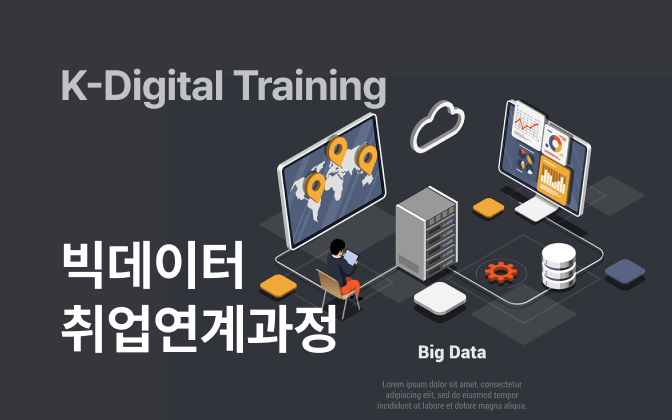 K-Digital Training
빅데이터
취업연계과정
Big Data
Lorem ipsum dolor sit amet, consectetur
adipiscing elit, sed do eiusmod tempor
incididunt ut labore et dolore magna aliqua.